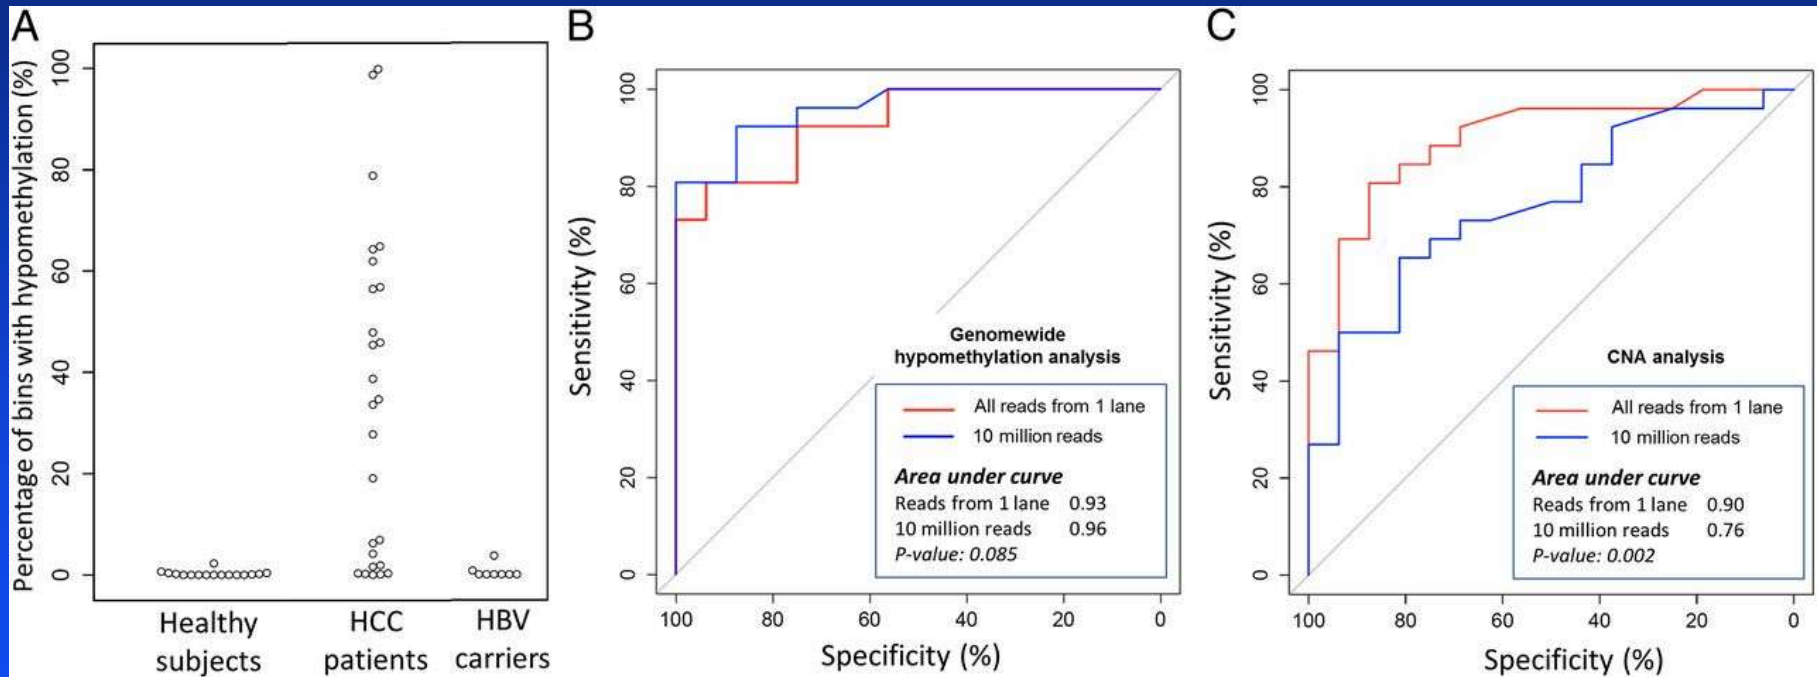 A
Percentage of bins with hypomethylation (%)
100
80
60
40
20
0
Healthy
subjects
HCC
patients
HBV
carriers
B
Sensitivity (%)
100
80
60
40
20
0
Genomewide
hypomethylation analysis
All reads from 1 lane
10 million reads
Area under curve
Reads from 1 lane 0.93
10 million reads 0.96
P-value: 0.085
100 80 60 40 20 0
Specificity (%)
C
Sensitivity (%)
100
80
60
40
20
0
CNA analysis
All reads from 1 lane
10 million reads
Area under curve
Reads from 1 lane 0.90
10 million reads 0.76
P-value: 0.002
100 80 60 40 20 0
Specificity (%)